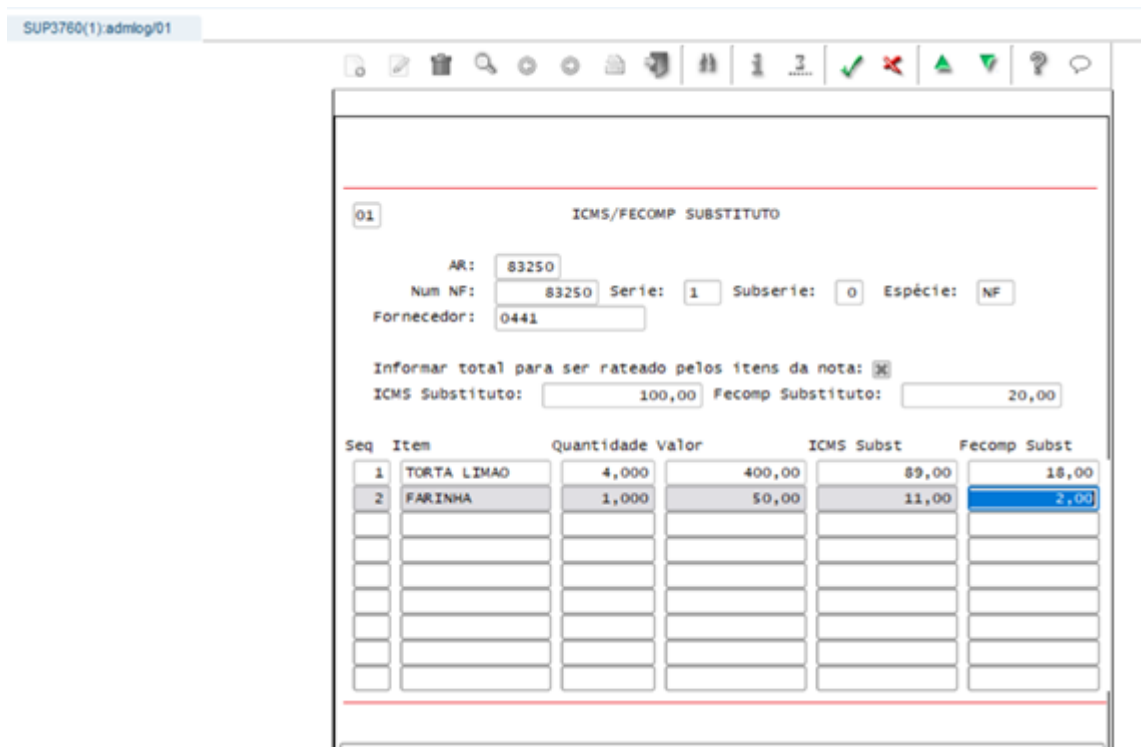 SUP3760(1):admlog/01
i 3 ?
01 ICMS/FECOMP SUBSTITUTO
AR: 83250
Num NF: 83250 Serie: 1 Subserie: 0 Espécie: NF
Fornecedor: 0441
Informar total para ser rateado pelos itens da nota: x
ICMS Substituto: 100,00 Fecomp Substituto: 20,00
Seq Item Quantidade Valor ICMS Subst Fecomp Subst
1 TORTA LIMAO 4,000 400,00 89,00 18,00
2 FARINHA 1,000 50,00 11,00 2,00